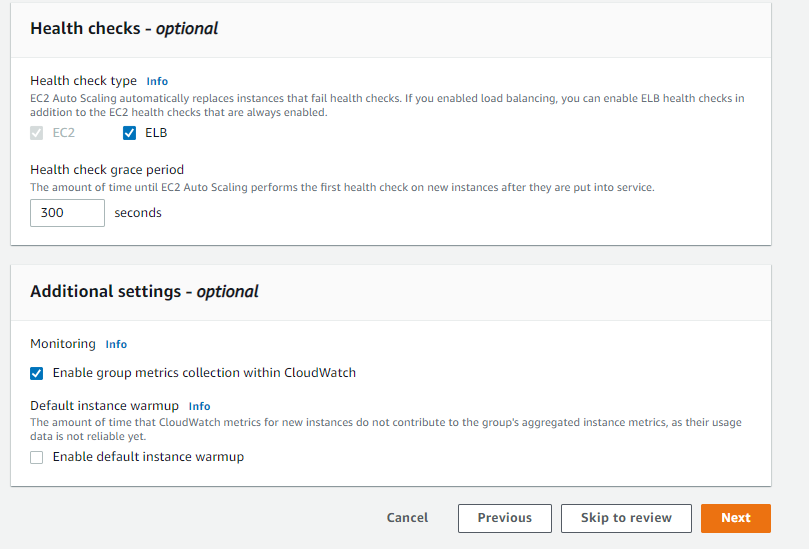 Health checks - optional
Health check type Info
EC2 Auto Scaling automatically replaces instances that fail health checks. If you enabled load balancing, you can enable ELB health checks in
addition to the EC2 health checks that are always enabled.
EC2 ELB
Health check grace period
The amount of time until EC2 Auto Scaling performs the first health check on new instances after they are put into service.
300 seconds
Additional settings - optional
Monitoring Info
Enable group metrics collection within CloudWatch
Default instance warmup Info
The amount of time that CloudWatch metrics for new instances do not contribute to the group's aggregated instance metrics, as their usage
data is not reliable yet.
Enable default instance warmup
Cancel Previous Skip to review Next